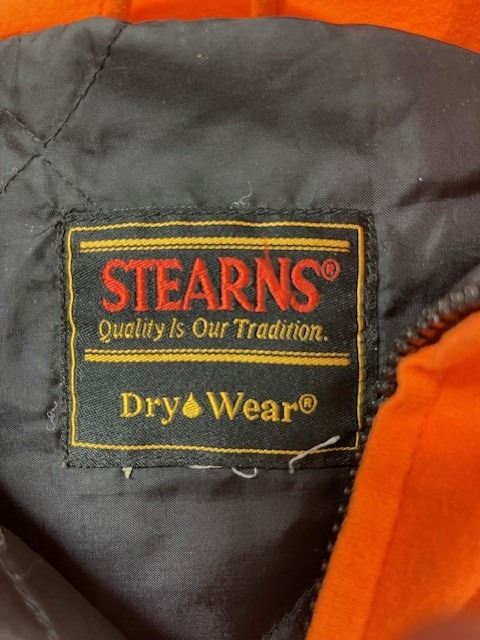 STEARNS®
Quality Is Our Tradition.
Dry Wear®